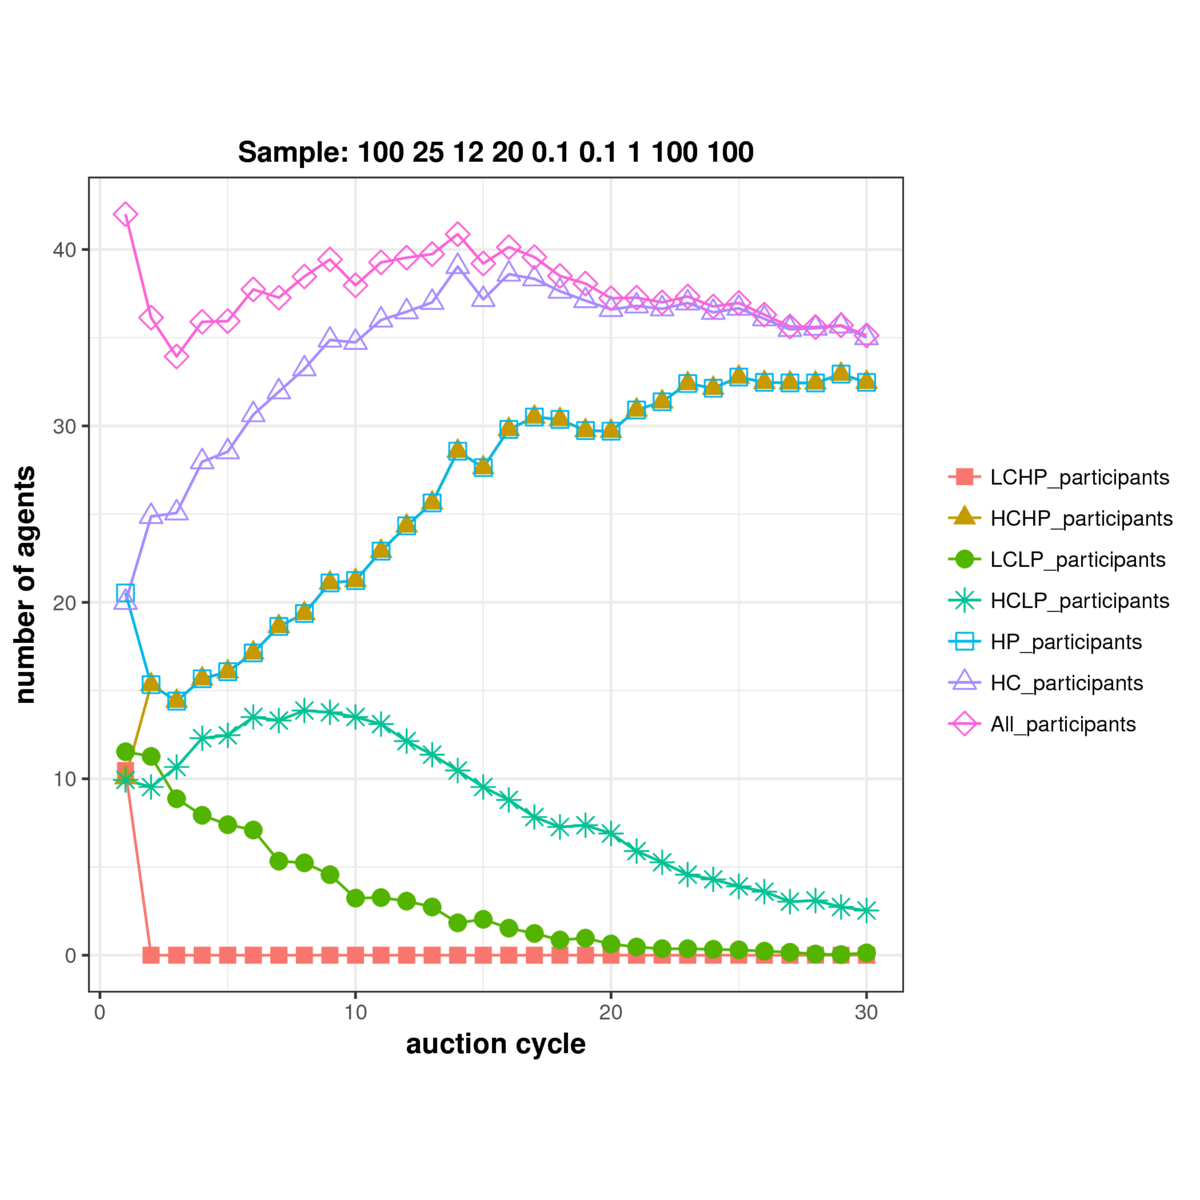 Sample: 100 25 12 20 0.1 0.1 1 100 100
40
30
20
10
0
0 10 20 30
number of agents
auction cycle
LCHP_participants
HCHP_participants
LCLP_participants
HCLP_participants
HP_participants
HC_participants
All_participants